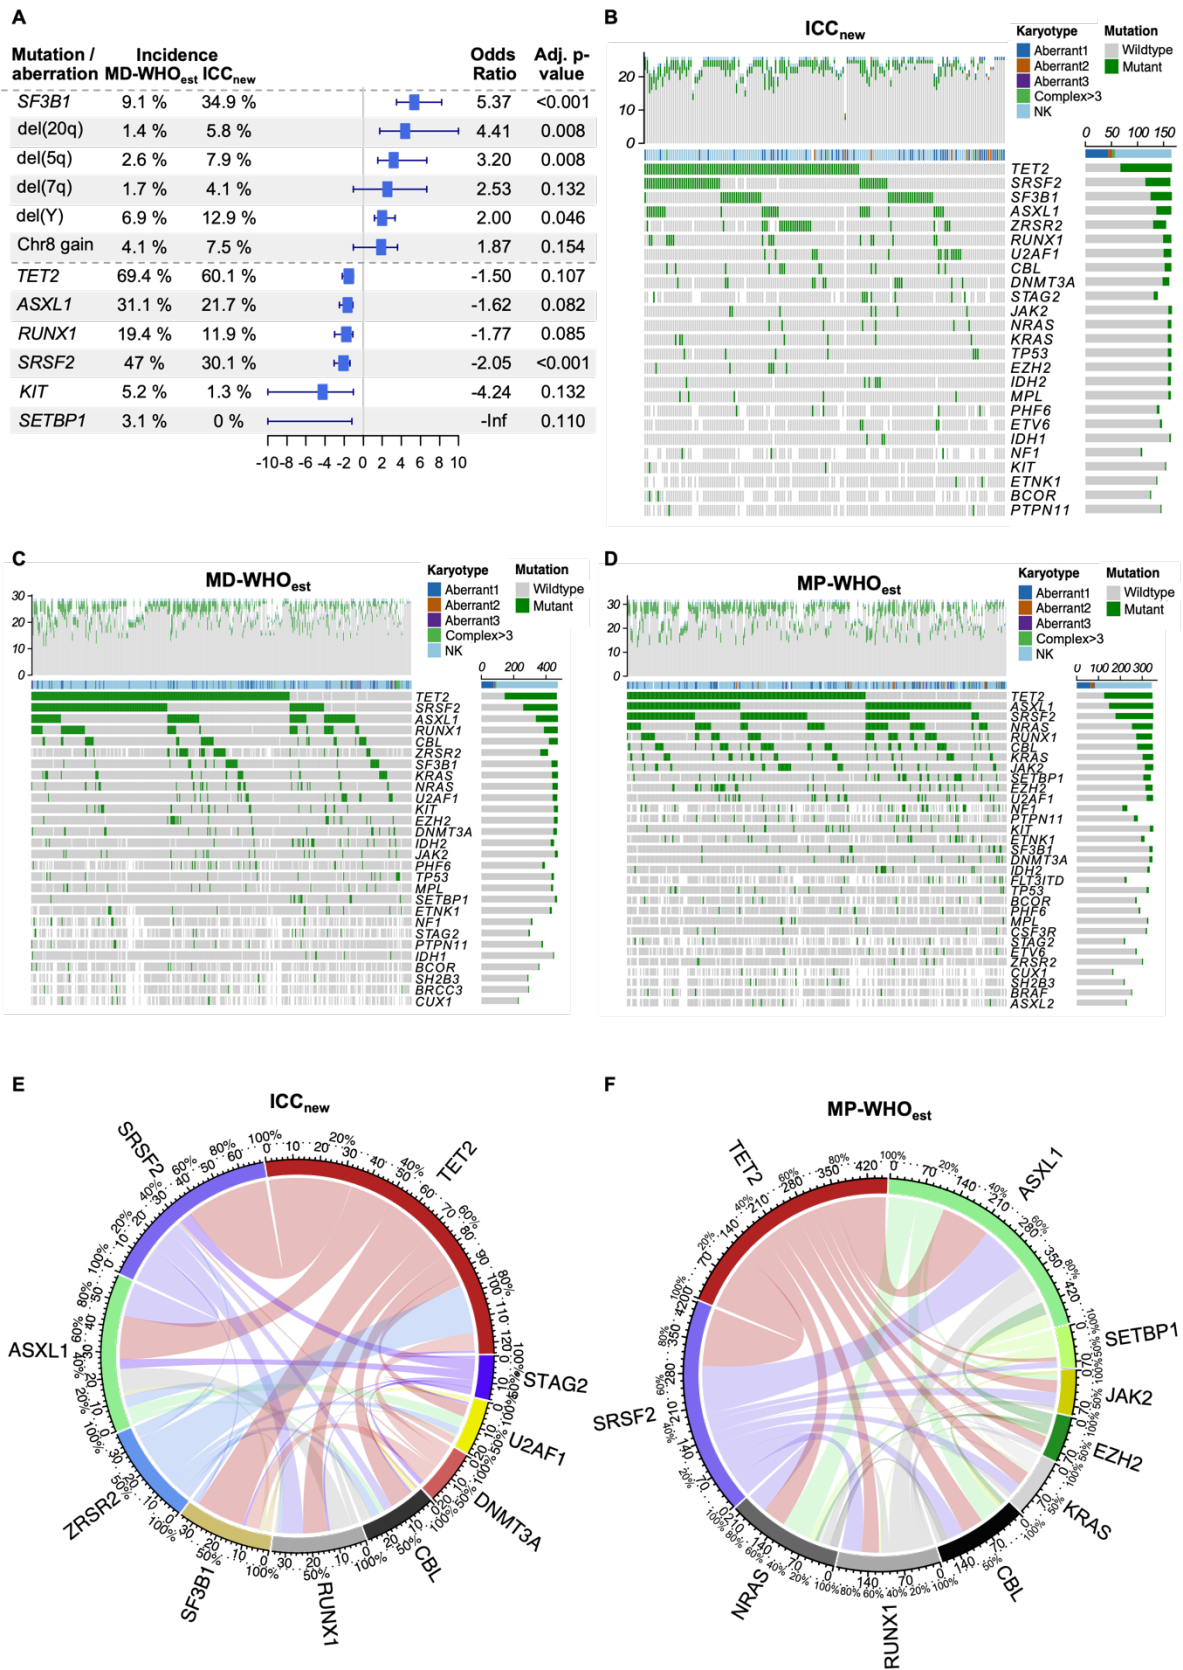 A
Mutation / aberration Incidence MD-WHOest ICCnew Odds Ratio Adj. p-value
SF3B1 9.1 % 34.9 % 5.37 <0.001
del(20q) 1.4 % 5.8 % 4.41 0.008
del(5q) 2.6 % 7.9 % 3.20 0.008
del(7q) 1.7 % 4.1 % 2.53 0.132
del(Y) 6.9 % 12.9 % 2.00 0.046
Chr8 gain 4.1 % 7.5 % 1.87 0.154
TET2 69.4 % 60.1 % -1.50 0.107
ASXL1 31.1 % 21.7 % -1.62 0.082
RUNX1 19.4 % 11.9 % -1.77 0.085
SRSF2 47 % 30.1 % -2.05 <0.001
KIT 5.2 % 1.3 % -4.24 0.132
SETBP1 3.1 % 0 % -Inf 0.110
-10 -8 -6 -4 -2 0 2 4 6 8 10
B
ICCnew
Karyotype
Aberrant1
Aberrant2
Aberrant3
Complex>3
NK
Mutation
Wildtype
Mutant
20
10
0
0 50 100 150
TET2
SRSF2
SF3B1
ASXL1
ZRSR2
RUNX1
U2AF1
CBL
DNMT3A
STAG2
JAK2
NRAS
KRAS
TP53
EZH2
IDH2
MPL
PHF6
ETV6
IDH1
NF1
KIT
ETNK1
BCOR
PTPN11
C
MD-WHOest
Karyotype
Aberrant1
Aberrant2
Aberrant3
Complex>3
NK
Mutation
Wildtype
Mutant
30
20
10
0
0 200 400
TET2
SRSF2
ASXL1
RUNX1
CBL
ZRSR2
SF3B1
KRAS
NRAS
U2AF1
KIT
EZH2
DNMT3A
IDH2
JAK2
PHF6
TP53
MPL
SETBP1
ETNK1
NF1
STAG2
PTPN11
IDH1
BCOR
SH2B3
BRCC3
CUX1
D
MP-WHOest
Karyotype
Aberrant1
Aberrant2
Aberrant3
Complex>3
NK
Mutation
Wildtype
Mutant
30
20
10
0
0 100 200 300
TET2
ASXL1
SRSF2
NRAS
RUNX1
CBL
KRAS
JAK2
SETBP1
EZH2
U2AF1
NF1
PTPN11
KIT
ETNK1
SF3B1
DNMT3A
IDH2
FLT3ITD
TP53
BCOR
PHF6
MPL
CSF3R
STAG2
ETV6
ZRSR2
CUX1
SH2B3
BRAF
ASXL2
E
ICCnew
TET2
STAG2
U2AF1
DNMT3A
CBL
RUNX1
SF3B1
ZRSR2
ASXL1
SRSF2
F
MP-WHOest
ASXL1
SETBP1
JAK2
EZH2
KRAS
CBL
RUNX1
NRAS
SRSF2
TET2